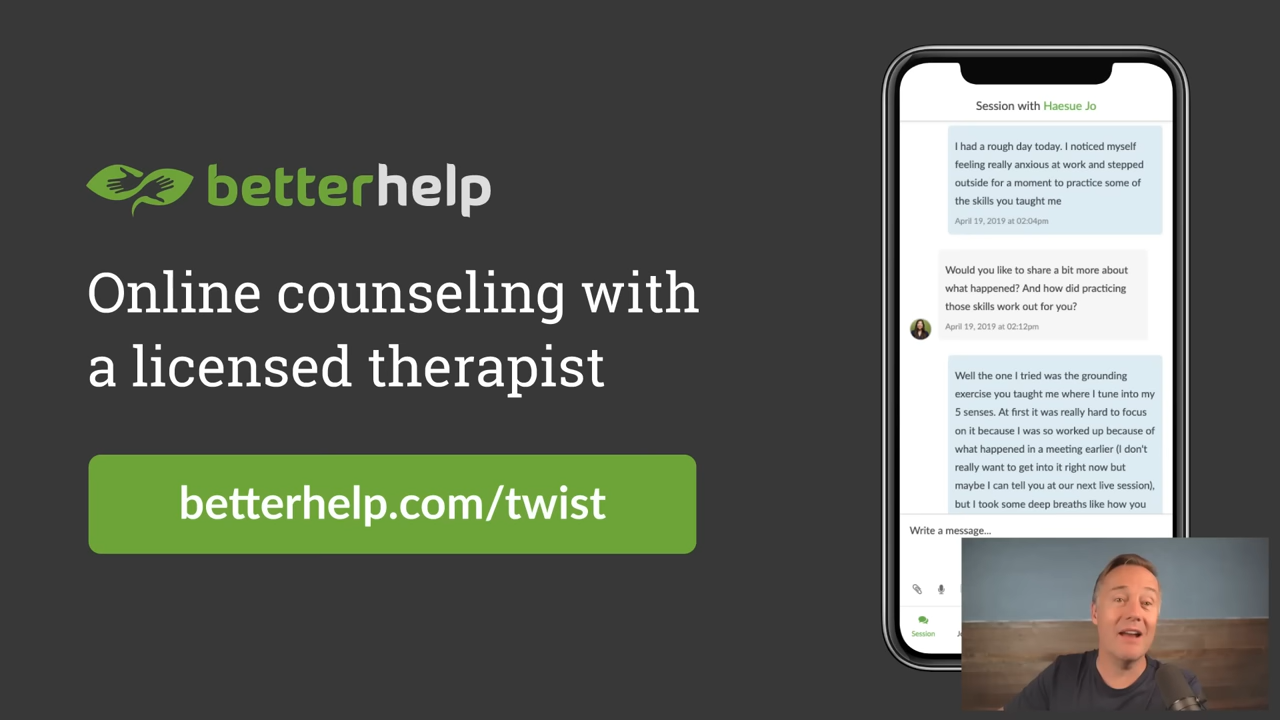 betterhelp
Online counseling with
a licensed therapist
betterhelp.com/twist
Session with Haesue Jo
I had a rough day today. I noticed myself
feeling really anxious at work and stepped
outside for a moment to practice some of
the skills you taught me
April 19, 2019 at 02:04pm
Would you like to share a bit more about
what happened? And how did practicing
those skills work out for you?
April 19, 2019 at 02:12pm
Well the one I tried was the grounding
exercise you taught me where I tune into my
5 senses. At first it was really hard to focus
on it because I was so worked up because of
what happened in a meeting earlier (I don't
really want to get into it right now but
maybe I can tell you at our next live session),
but I took some deep breaths like how you
Write a message...
Session